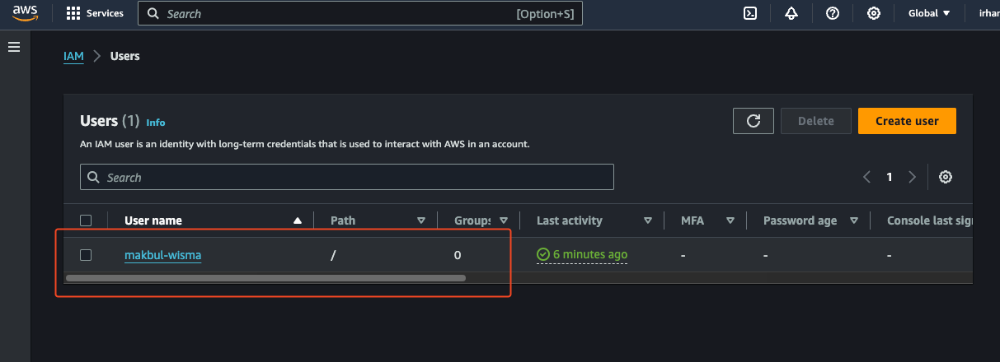 aws Services Search [Option+S] Global irhan
IAM Users
Users (1) Info Delete Create user
An IAM user is an identity with long-term credentials that is used to interact with AWS in an account.
Search 1
User name Path Groups Last activity MFA Password age Console last sig
makbul-wisma / 0 6 minutes ago - - -